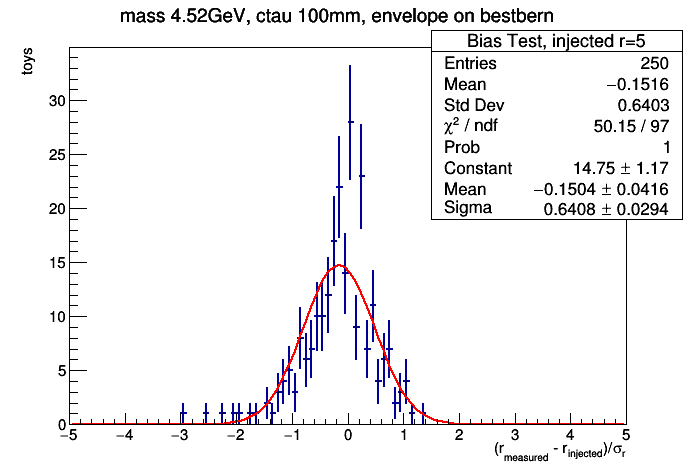 mass 4.52GeV, ctau 100mm, envelope on bestbern
toys
Bias Test, injected r=5
Entries 250
Mean −0.1516
Std Dev 0.6403
χ² / ndf 50.15 / 97
Prob 1
Constant 14.75 ± 1.17
Mean −0.1504 ± 0.0416
Sigma 0.6408 ± 0.0294
30
25
20
15
10
5
0
−5 −4 −3 −2 −1 0 1 2 3 4 5
(r_measured - r_injected)/σ_r